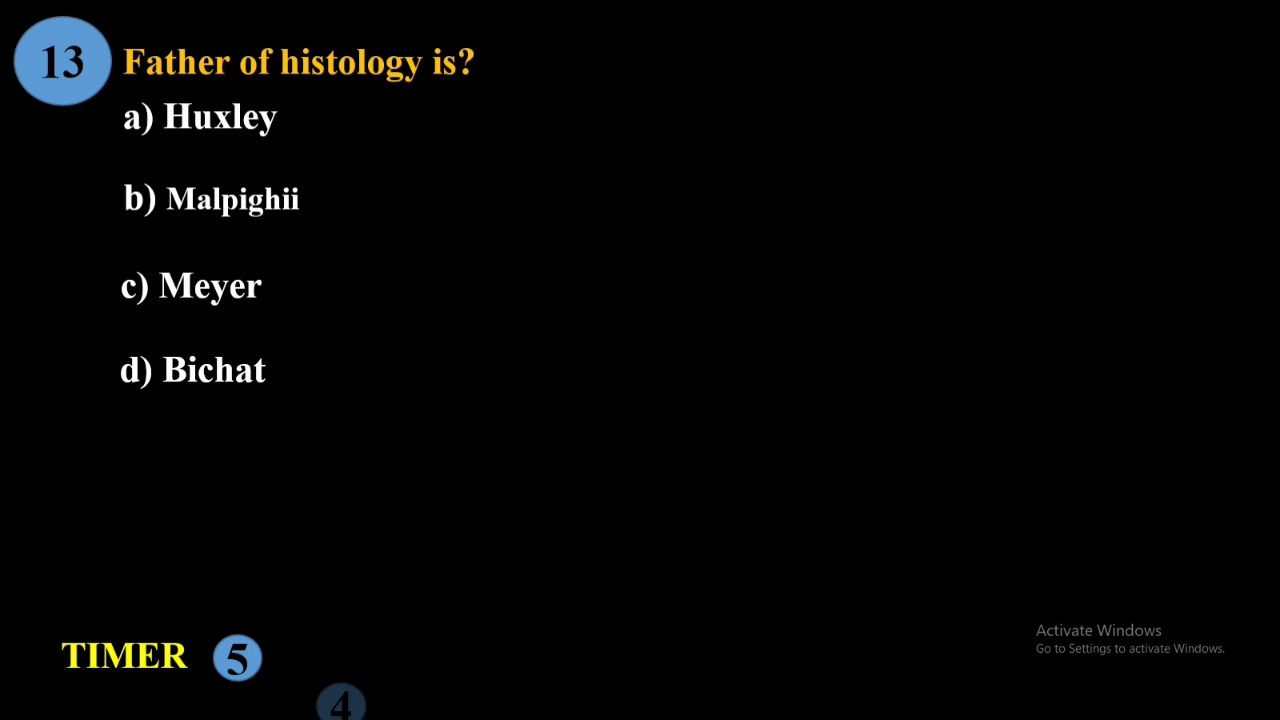 13 Father of histology is?
a) Huxley
b) Malpighii
c) Meyer
d) Bichat
TIMER 5
4
Activate Windows
Go to Settings to activate Windows.